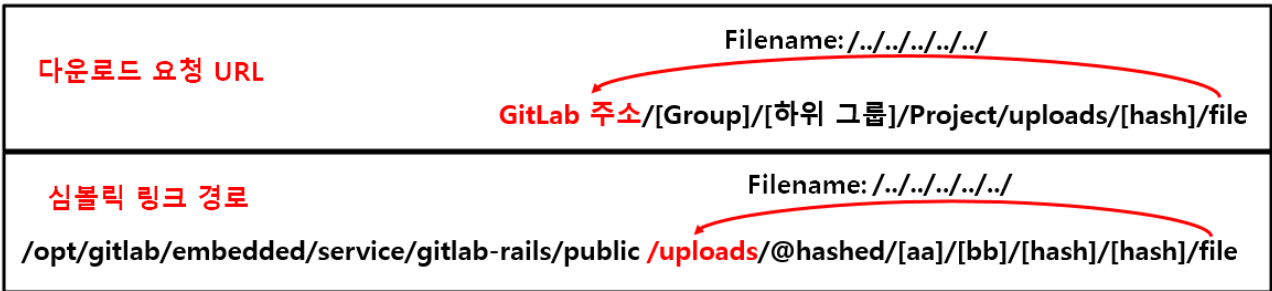 Filename: /../../../../../
다운로드 요청 URL
GitLab 주소/[Group]/[하위 그룹]/Project/uploads/[hash]/file
Filename: /../../../../../
심볼릭 링크 경로
/opt/gitlab/embedded/service/gitlab-rails/public /uploads/@hashed/[aa]/[bb]/[hash]/[hash]/file